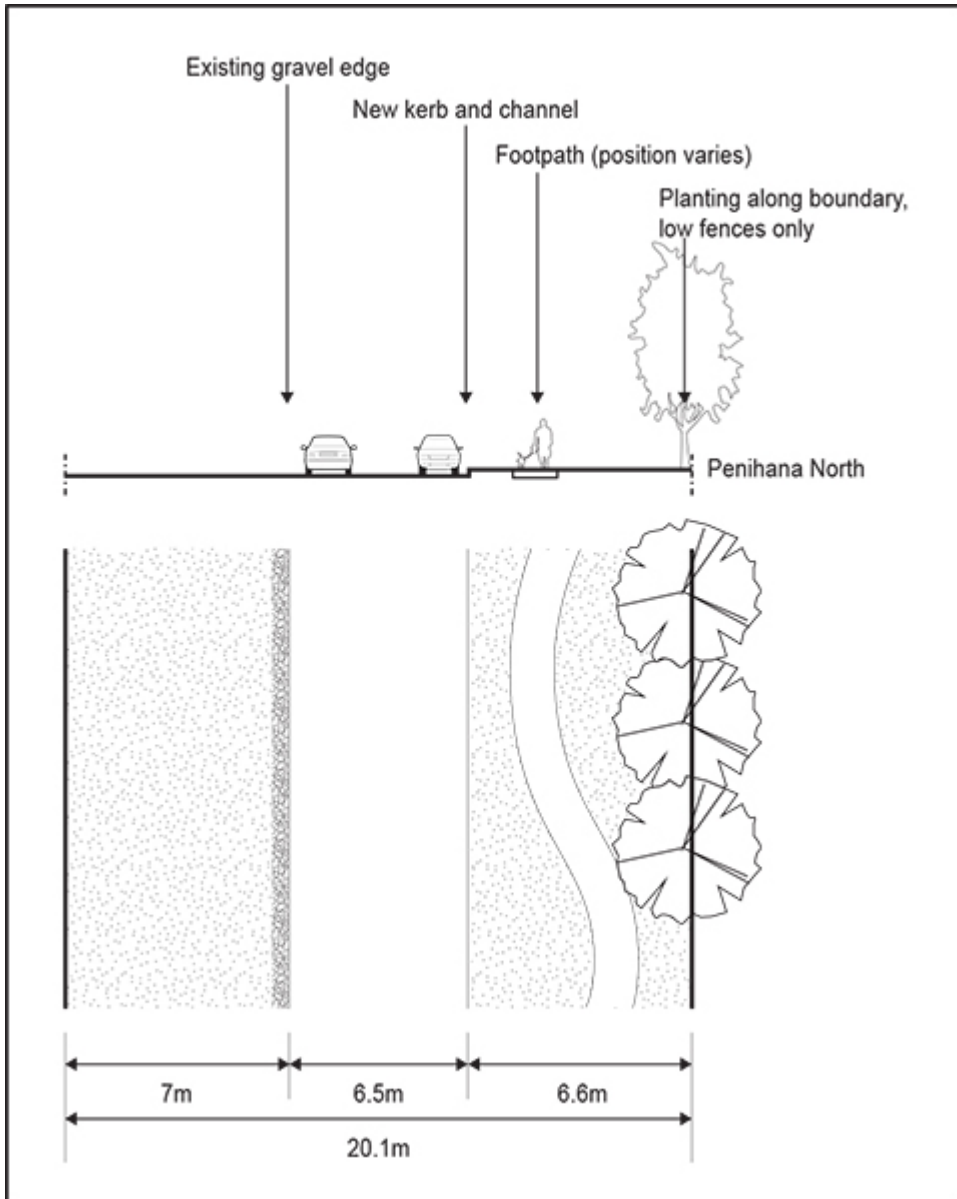 Existing gravel edge
New kerb and channel
Footpath (position varies)
Planting along boundary,
low fences only
Penihana North
7m
6.5m
6.6m
20.1m